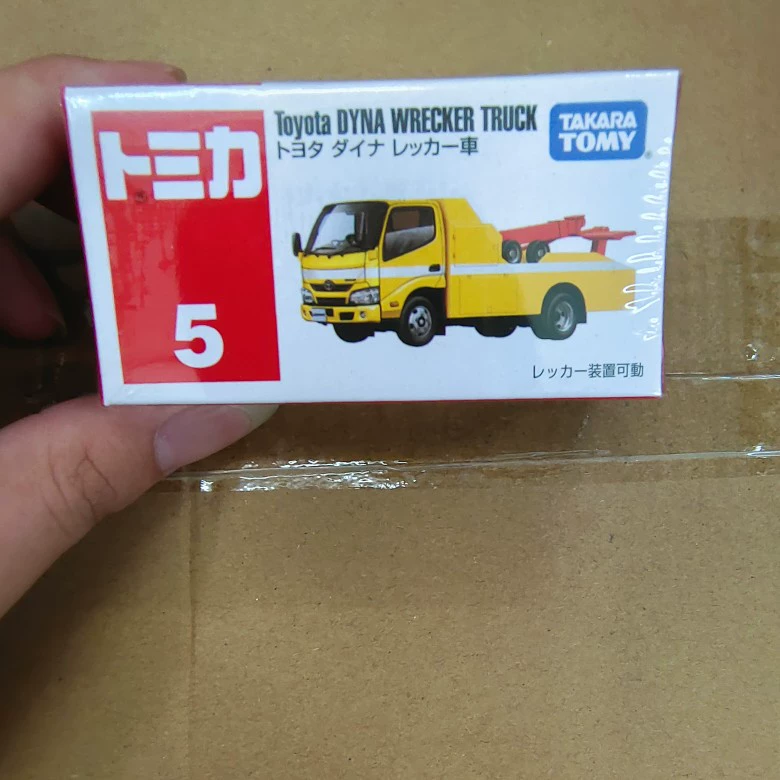 トミカ
5
Toyota DYNA WRECKER TRUCK
トヨタ ダイナ レッカー車
TAKARA
TOMY
レッカー装置可動